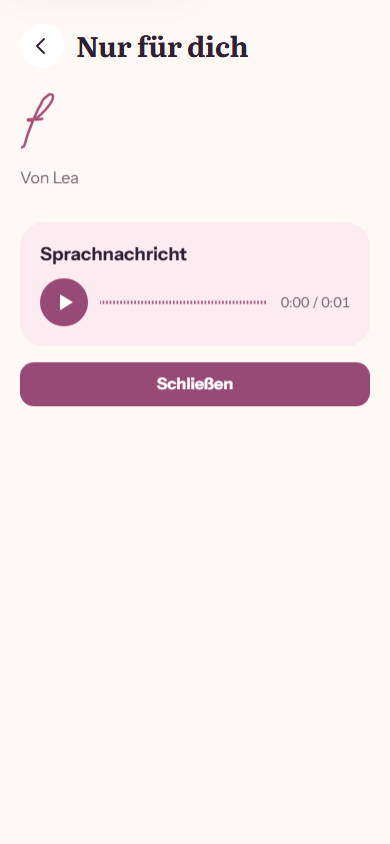 Nur für dich
f
Von Lea
Sprachnachricht
0:00 / 0:01
Schließen